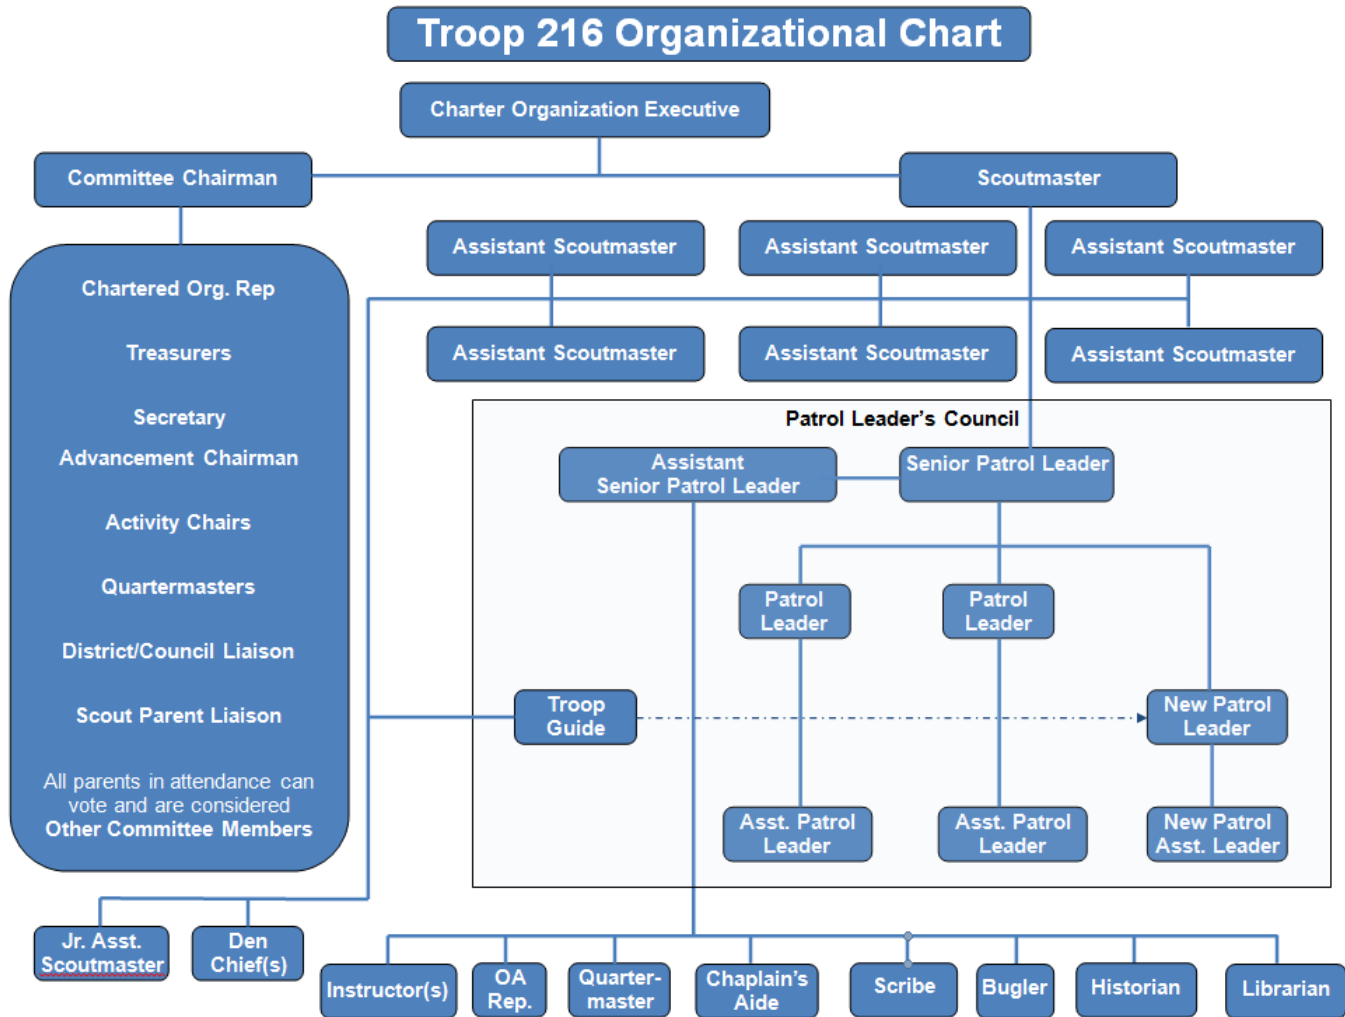 Troop 216 Organizational Chart
Charter Organization Executive
Committee Chairman
Scoutmaster
Assistant Scoutmaster
Assistant Scoutmaster
Assistant Scoutmaster
Chartered Org. Rep
Treasurers
Secretary
Advancement Chairman
Activity Chairs
Quartermasters
District/Council Liaison
Scout Parent Liaison
All parents in attendance can
vote and are considered
Other Committee Members
Assistant Scoutmaster
Assistant Scoutmaster
Assistant Scoutmaster
Patrol Leader’s Council
Assistant
Senior Patrol Leader
Senior Patrol Leader
Patrol
Leader
Patrol
Leader
Troop
Guide
New Patrol
Leader
Asst. Patrol
Leader
Asst. Patrol
Leader
New Patrol
Asst. Leader
Jr. Asst.
Scoutmaster
Den
Chief(s)
Instructor(s)
OA
Rep.
Quarter-
master
Chaplain’s
Aide
Scribe
Bugler
Historian
Librarian